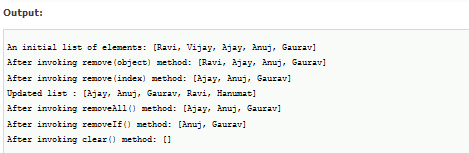 Output:
An initial list of elements: [Ravi, Vijay, Ajay, Anuj, Gaurav]
After invoking remove(object) method: [Ravi, Ajay, Anuj, Gaurav]
After invoking remove(index) method: [Ajay, Anuj, Gaurav]
Updated list : [Ajay, Anuj, Gaurav, Ravi, Hanumat]
After invoking removeAll() method: [Ajay, Anuj, Gaurav]
After invoking removeIf() method: [Anuj, Gaurav]
After invoking clear() method: []